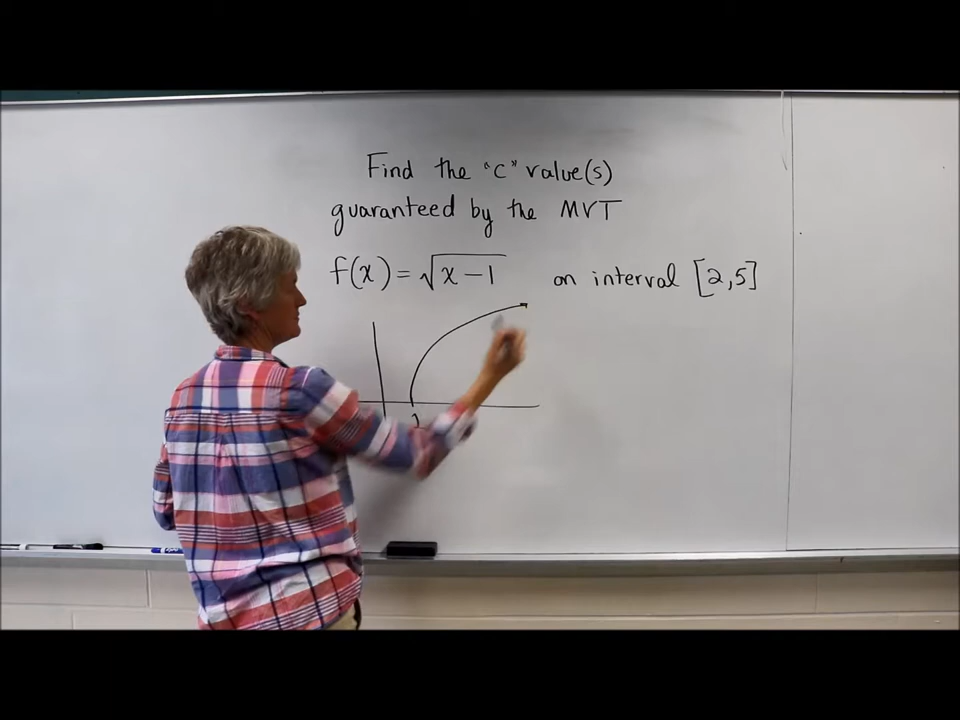 Find the "c" value(s)
guaranteed by the MVT
f(x) = √x-1 on interval [2,5]